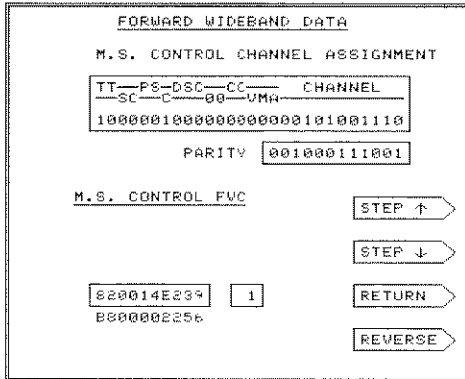 FORWARD WIDEBAND DATA
M.S. CONTROL CHANNEL ASSIGNMENT
TT—PS—DSC—CC— CHANNEL
—SC—C—00—VMA—
1000001000000000000101001110
PARITY 001000111001
M.S. CONTROL FVC
STEP ↑
STEP ↓
820014E239 1 RETURN
B800002256
REVERSE